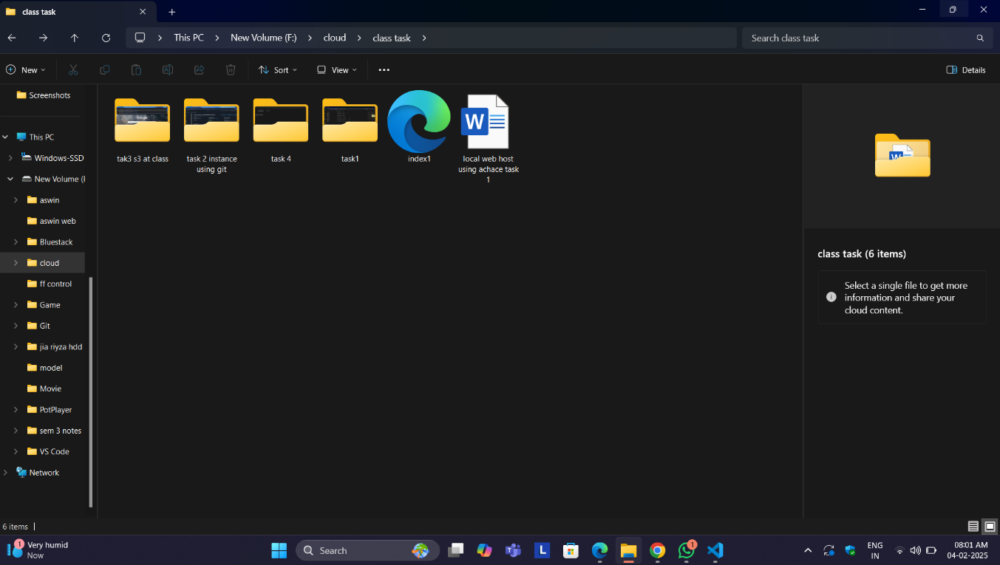 class task
This PC
New Volume (F:)
cloud
class task
Search class task
New
Sort
View
Details
Screenshots
This PC
Windows-SSD
New Volume (
aswin
aswin web
Bluestack
cloud
ff control
Game
Git
jia riyza hdd
model
Movie
PotPlayer
sem 3 notes
VS Code
Network
Google
tak3 s3 at class
task 2 instance
using git
task 4
task1
index1
W
local web host
using achace task
1
W
class task (6 items)
Select a single file to get more
information and share your
cloud content.
6 items
1
Very humid
Now
Search
L
1
ENG
IN
08:01 AM
04-02-2025